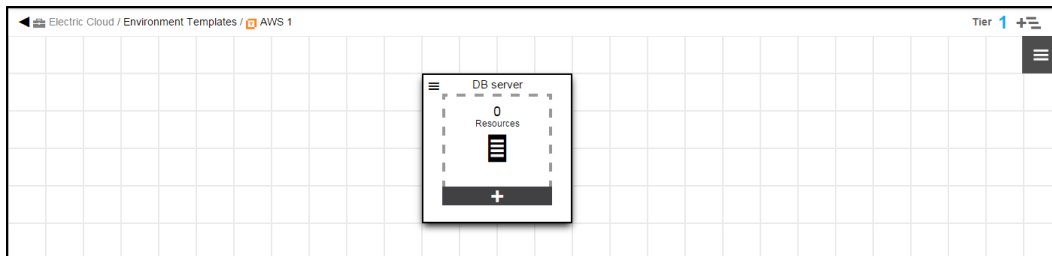 Electric Cloud / Environment Templates / AWS 1
Tier 1
DB server
0
Resources